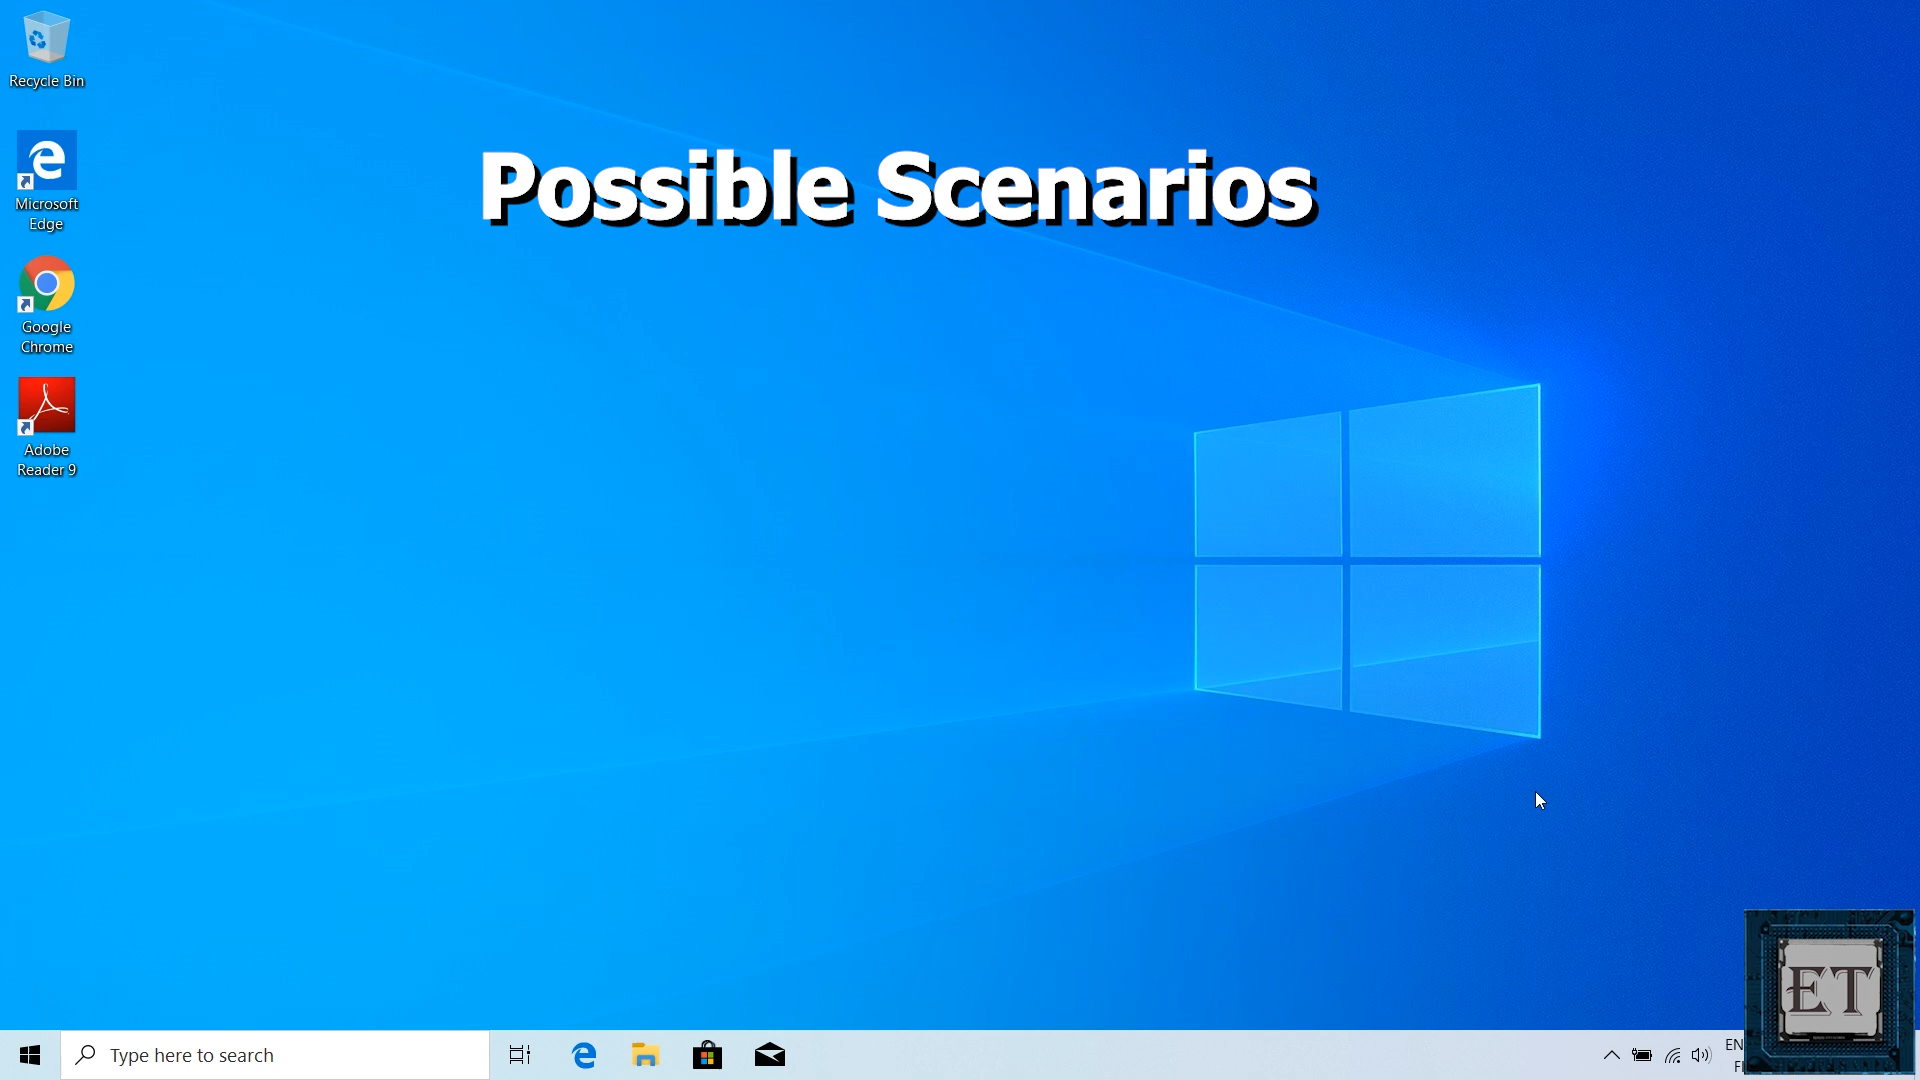 Recycle Bin
Possible Scenarios
Microsoft
Edge
Google
Chrome
Adobe
Reader 9
Type here to search
EN
ET